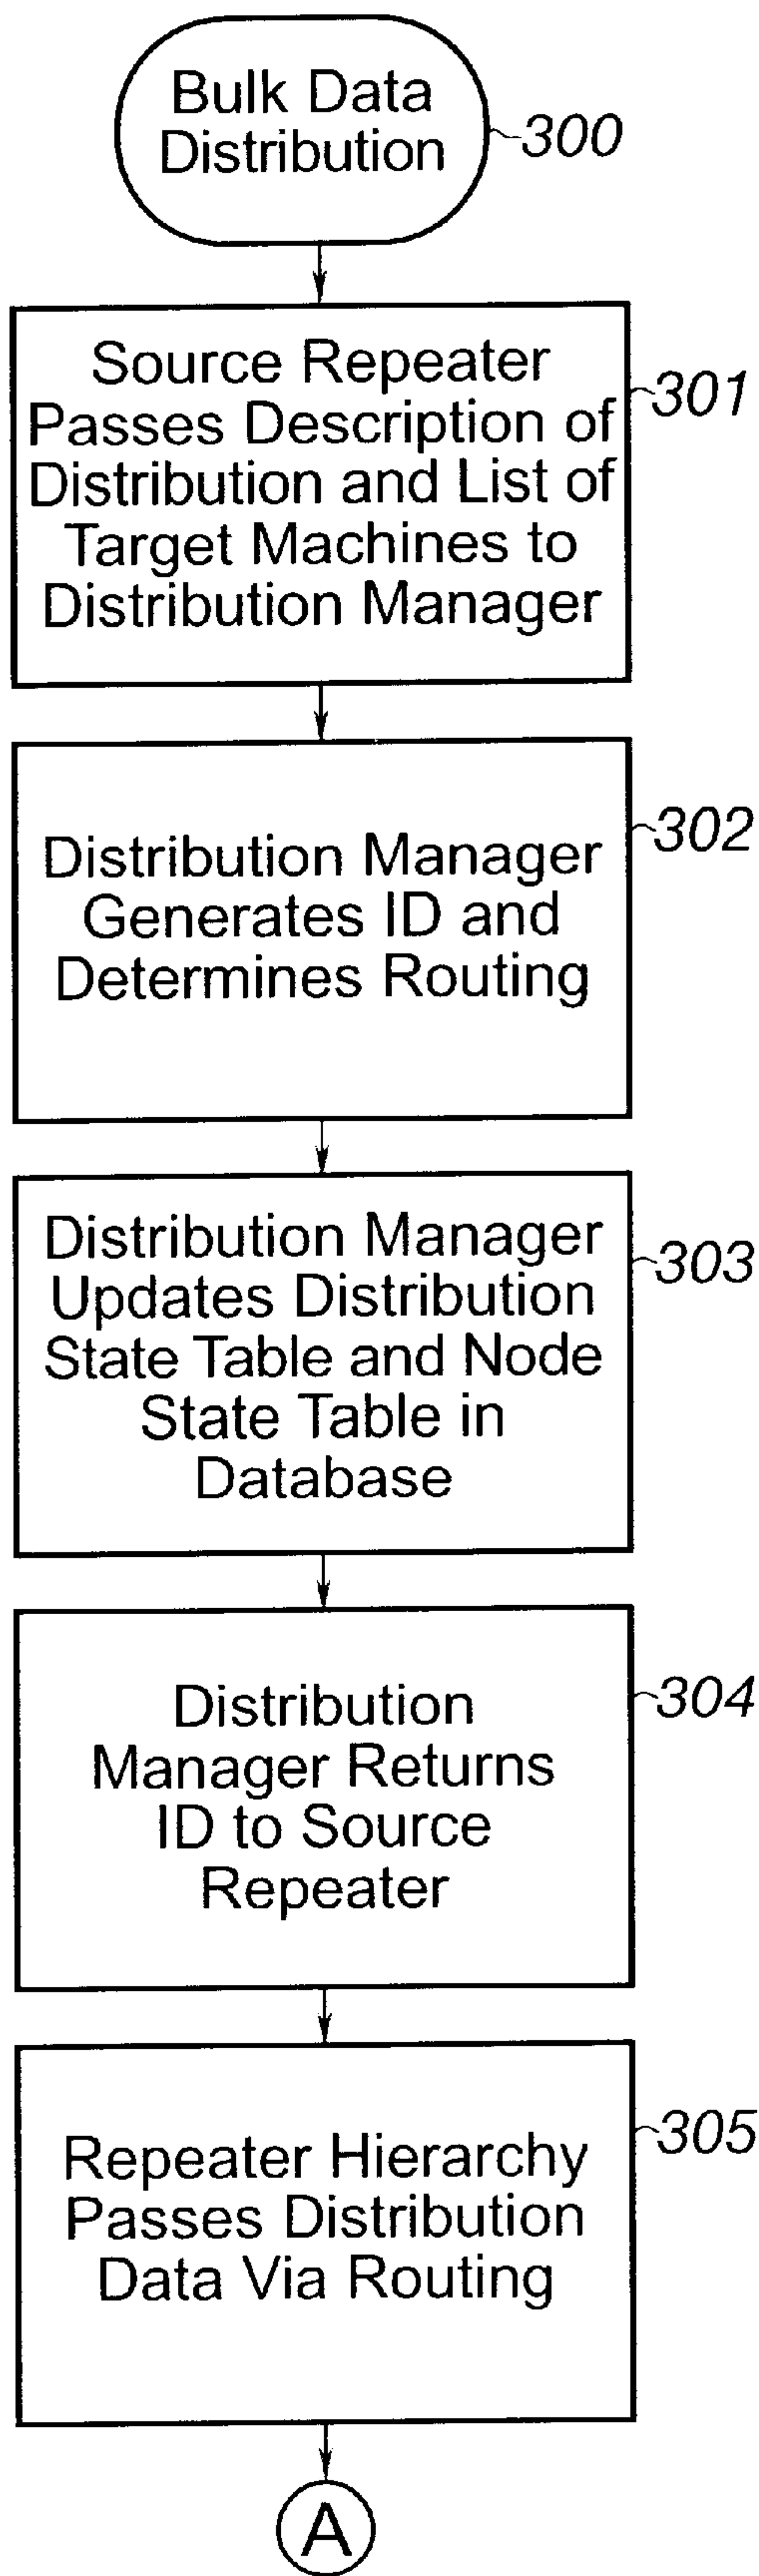 Bulk Data
Distribution
300
Source Repeater
Passes Description of
Distribution and List of
Target Machines to
Distribution Manager
301
Distribution Manager
Generates ID and
Determines Routing
302
Distribution Manager
Updates Distribution
State Table and Node
State Table in
Database
303
Distribution
Manager Returns
ID to Source
Repeater
304
Repeater Hierarchy
Passes Distribution
Data Via Routing
305
A